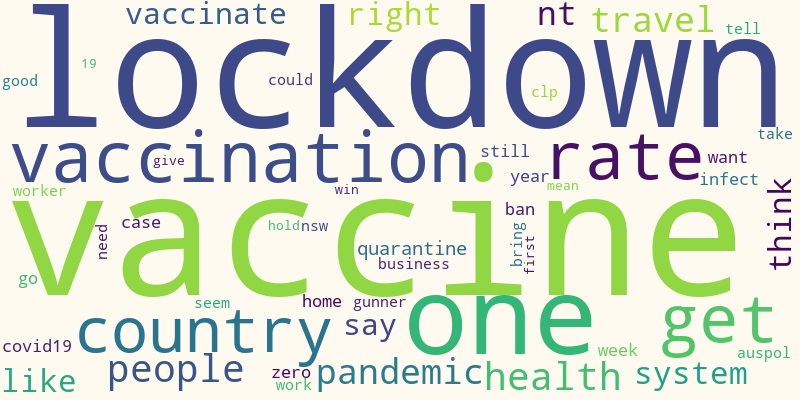 vaccinate right nt travel tell
lockdown
good 19 could clp
take
vaccination give still rate want
worker win year mean infect
vaccine
need case hold nsw ban think
quarantine business bring first
go
seem home gunner
country say one get
covid19 week auspol
like people zero work pandemic health system